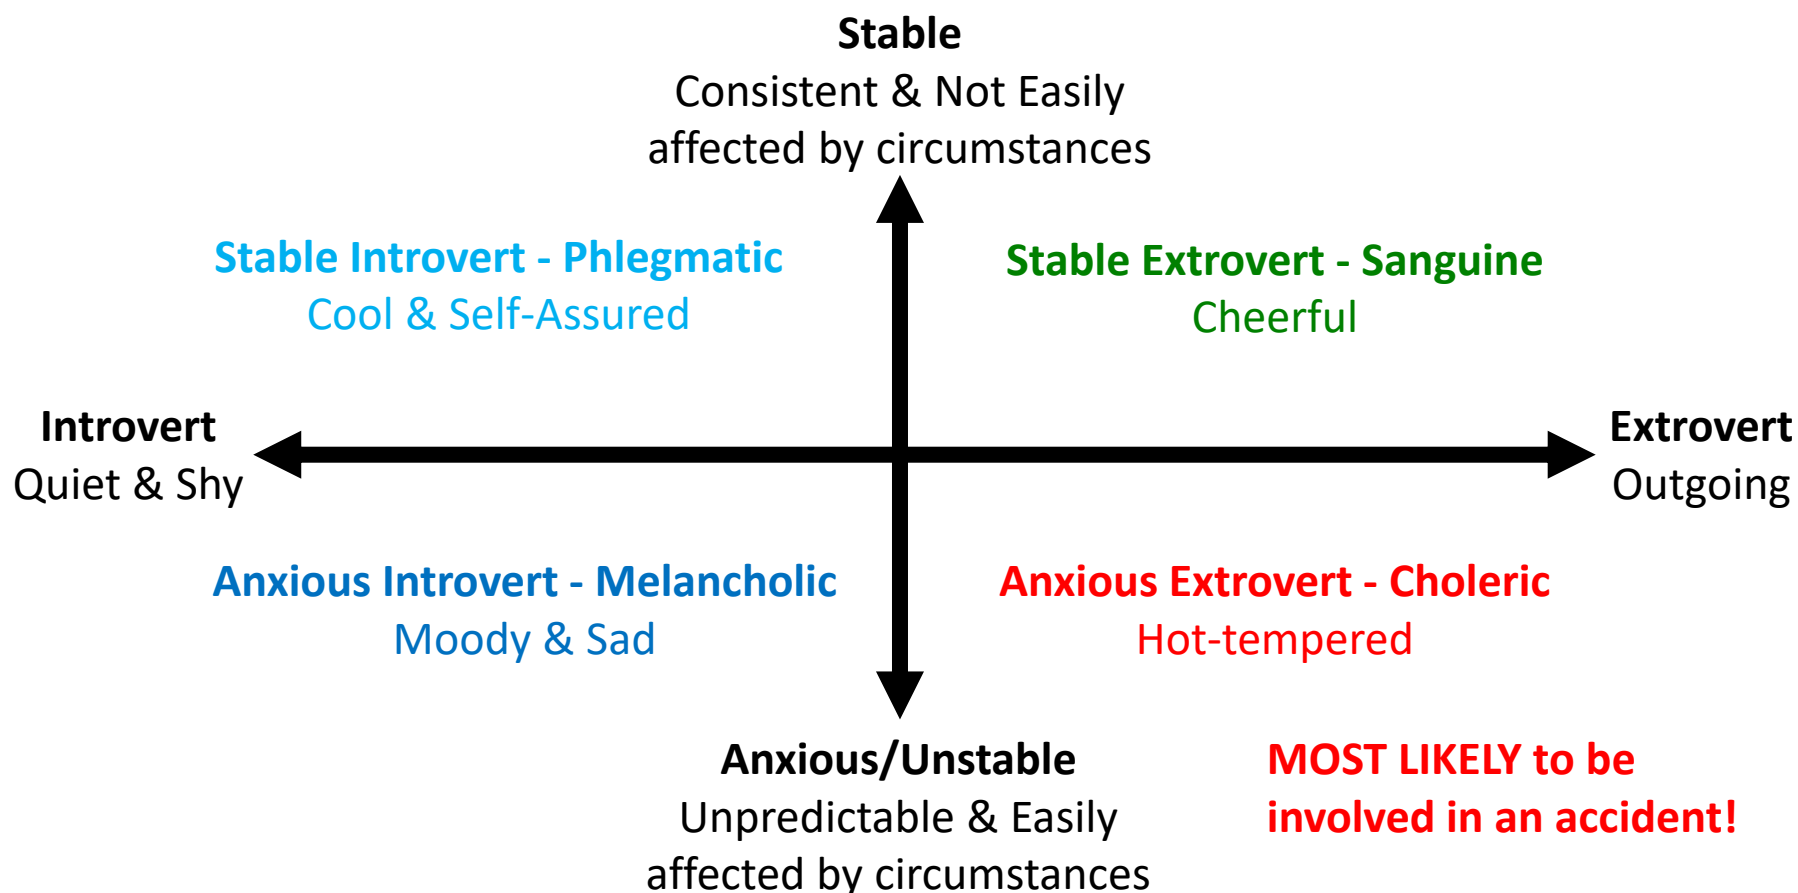 Stable
Consistent & Not Easily
affected by circumstances
Stable Introvert - Phlegmatic
Cool & Self-Assured
Stable Extrovert - Sanguine
Cheerful
Introvert
Quiet & Shy
Extrovert
Outgoing
Anxious Introvert - Melancholic
Moody & Sad
Anxious Extrovert - Choleric
Hot-tempered
Anxious/Unstable
Unpredictable & Easily
affected by circumstances
MOST LIKELY to be
involved in an accident!